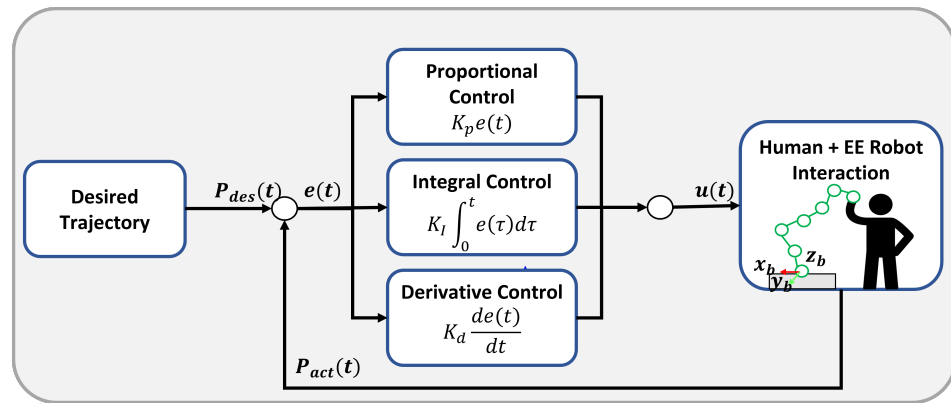 Desired
Trajectory
P_des(t)
e(t)
Proportional
Control
K_p e(t)
Integral Control
K_I ∫_0^t e(τ)dτ
Derivative Control
K_d de(t)/dt
u(t)
Human + EE Robot
Interaction
z_b
x_b
y_b
P_act(t)